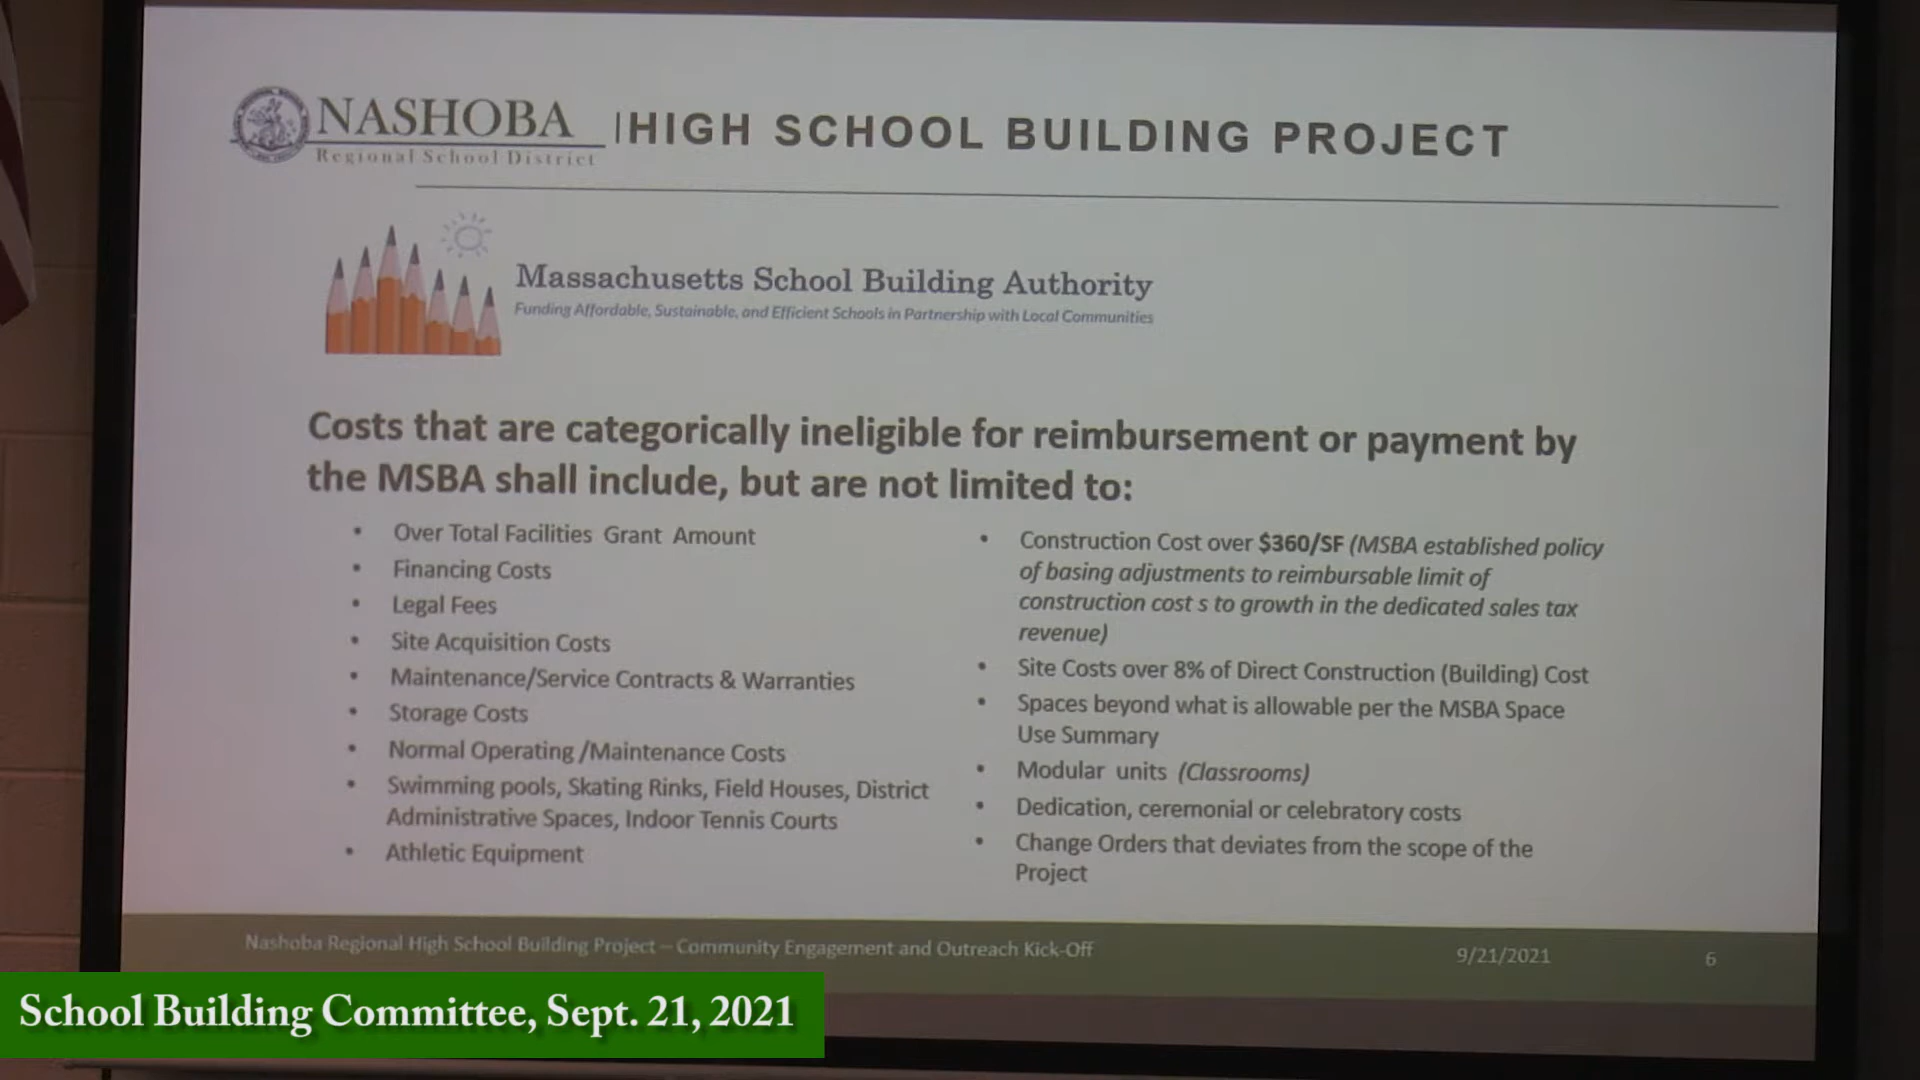 NASHOBA
Regional School District
HIGH SCHOOL BUILDING PROJECT
Massachusetts School Building Authority
Funding Affordable, Sustainable, and Efficient Schools in Partnership with Local Communities
Costs that are categorically ineligible for reimbursement or payment by
the MSBA shall include, but are not limited to:
• Over Total Facilities Grant Amount
• Financing Costs
• Legal Fees
• Site Acquisition Costs
• Maintenance/Service Contracts & Warranties
• Storage Costs
• Normal Operating /Maintenance Costs
• Swimming pools, Skating Rinks, Field Houses, District
Administrative Spaces, Indoor Tennis Courts
• Athletic Equipment
• Construction Cost over $360/SF (MSBA established policy
of basing adjustments to reimbursable limit of
construction cost s to growth in the dedicated sales tax
revenue)
• Site Costs over 8% of Direct Construction (Building) Cost
• Spaces beyond what is allowable per the MSBA Space
Use Summary
• Modular units (Classrooms)
• Dedication, ceremonial or celebratory costs
• Change Orders that deviates from the scope of the
Project
Nashoba Regional High School Building Project – Community Engagement and Outreach Kick-Off
9/21/2021
6
School Building Committee, Sept. 21, 2021